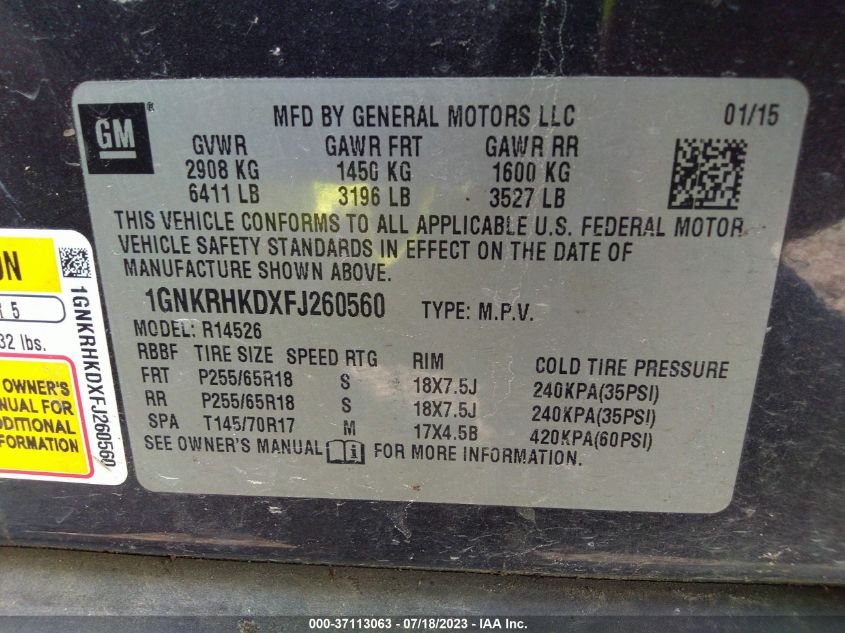 GM ®
MFD BY GENERAL MOTORS LLC 01/15
GVWR GAWR FRT GAWR RR
2908 KG 1450 KG 1600 KG
6411 LB 3196 LB 3527 LB
THIS VEHICLE CONFORMS TO ALL APPLICABLE U.S. FEDERAL MOTOR
VEHICLE SAFETY STANDARDS IN EFFECT ON THE DATE OF
MANUFACTURE SHOWN ABOVE.
1GNKRHKDXFJ260560 TYPE: M.P.V.
MODEL: R14526
RBBF TIRE SIZE SPEED RTG RIM COLD TIRE PRESSURE
FRT P255/65R18 S 18X7.5J 240KPA(35PSI)
RR P255/65R18 S 18X7.5J 240KPA(35PSI)
SPA T145/70R17 M 17X4.5B 420KPA(60PSI)
SEE OWNER'S MANUAL FOR MORE INFORMATION.
5
32 lbs.
OWNER'S
FOR
1GNKRHKDXFJ260560
000-37113063 - 07/18/2023 - IAA Inc.